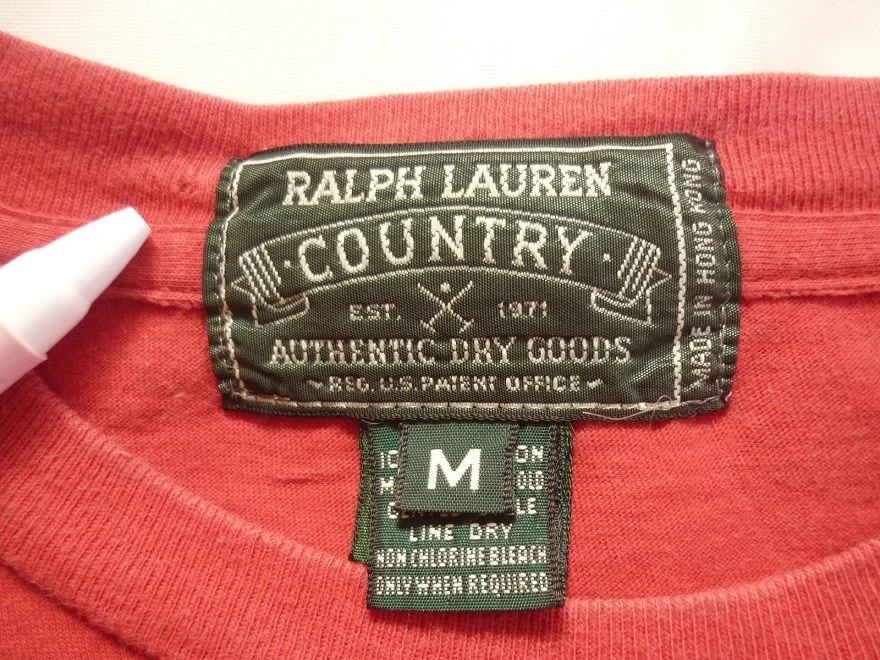 RALPH LAUREN
COUNTRY
EST. 1971
AUTHENTIC DRY GOODS
~ REG. U.S. PATENT OFFICE ~
MADE IN HONG KONG
M
LINE DRY
NON CHLORINE BLEACH
ONLY WHEN REQUIRED